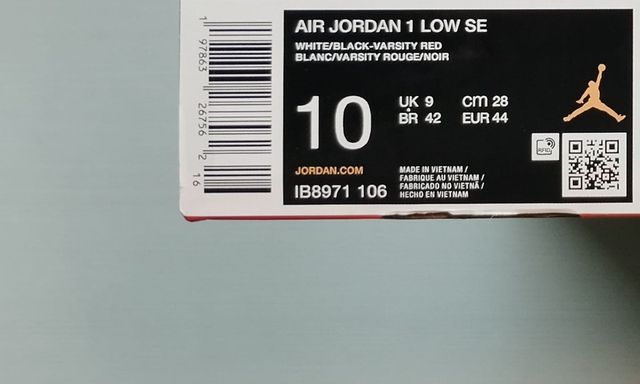 AIR JORDAN 1 LOW SE
WHITE/BLACK-VARSITY RED
BLANC/VARSITY ROUGE/NOIR
10
UK 9
CM 28
BR 42
EUR 44
JORDAN.COM
IB8971 106
MADE IN VIETNAM /
FABRIQUE AU VIETNAM /
FABRICADO NO VIETNÃ /
HECHO EN VIETNAM
RFID
1 97863 26756 2
16